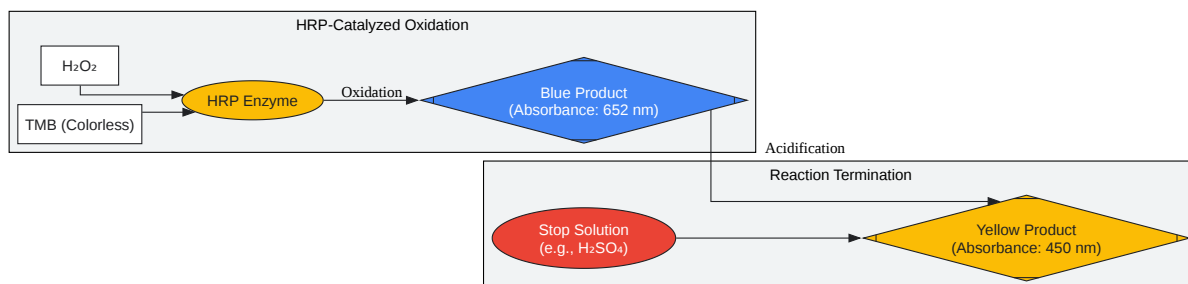 HRP-Catalyzed Oxidation
H₂O₂
TMB (Colorless)
HRP Enzyme
Oxidation
Blue Product
(Absorbance: 652 nm)
Acidification
Reaction Termination
Stop Solution
(e.g., H₂SO₄)
Yellow Product
(Absorbance: 450 nm)